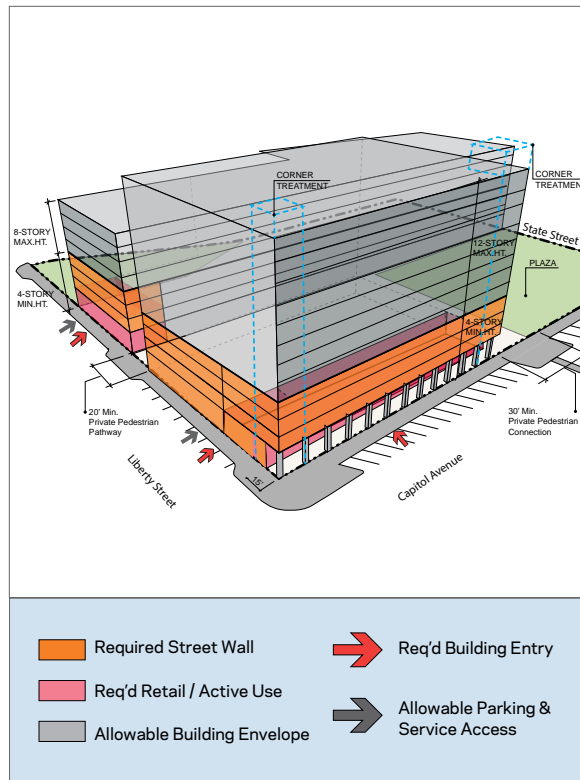 CORNER
TREATMENT
CORNER
TREATMENT
State Street
8-STORY
MAX.HT.
12-STORY
MAX.HT.
PLAZA
4-STORY
MIN.HT.
4-STORY
MIN.HT.
20' Min.
Private Pedestrian
Pathway
30' Min.
Private Pedestrian
Connection
Liberty Street
15'
Capitol Avenue
Required Street Wall
Req'd Retail / Active Use
Allowable Building Envelope
Req'd Building Entry
Allowable Parking &
Service Access